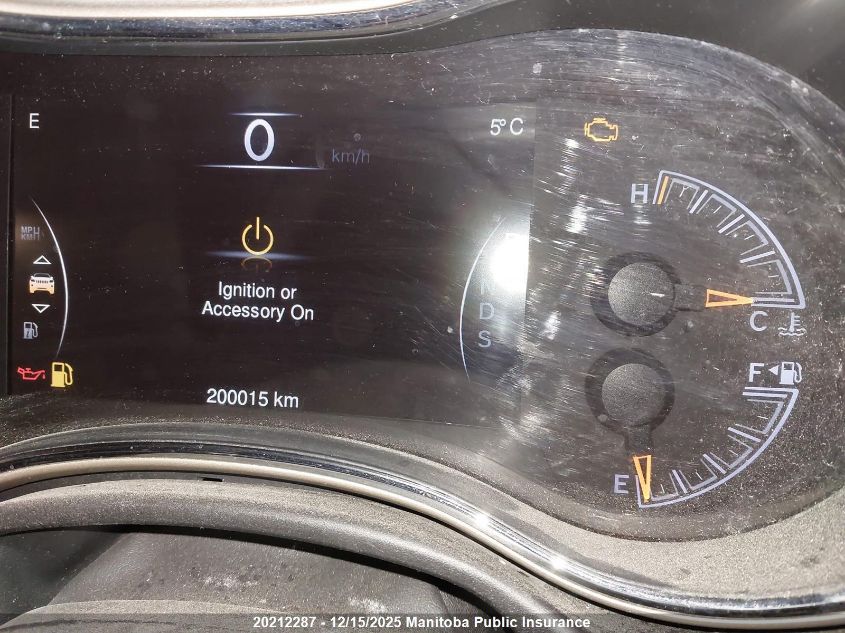 E
0
km/h
5°C
H
MPH
KM/H
Ignition or
Accessory On
D
S
C
F
200015 km
E
20212287 - 12/15/2025 Manitoba Public Insurance